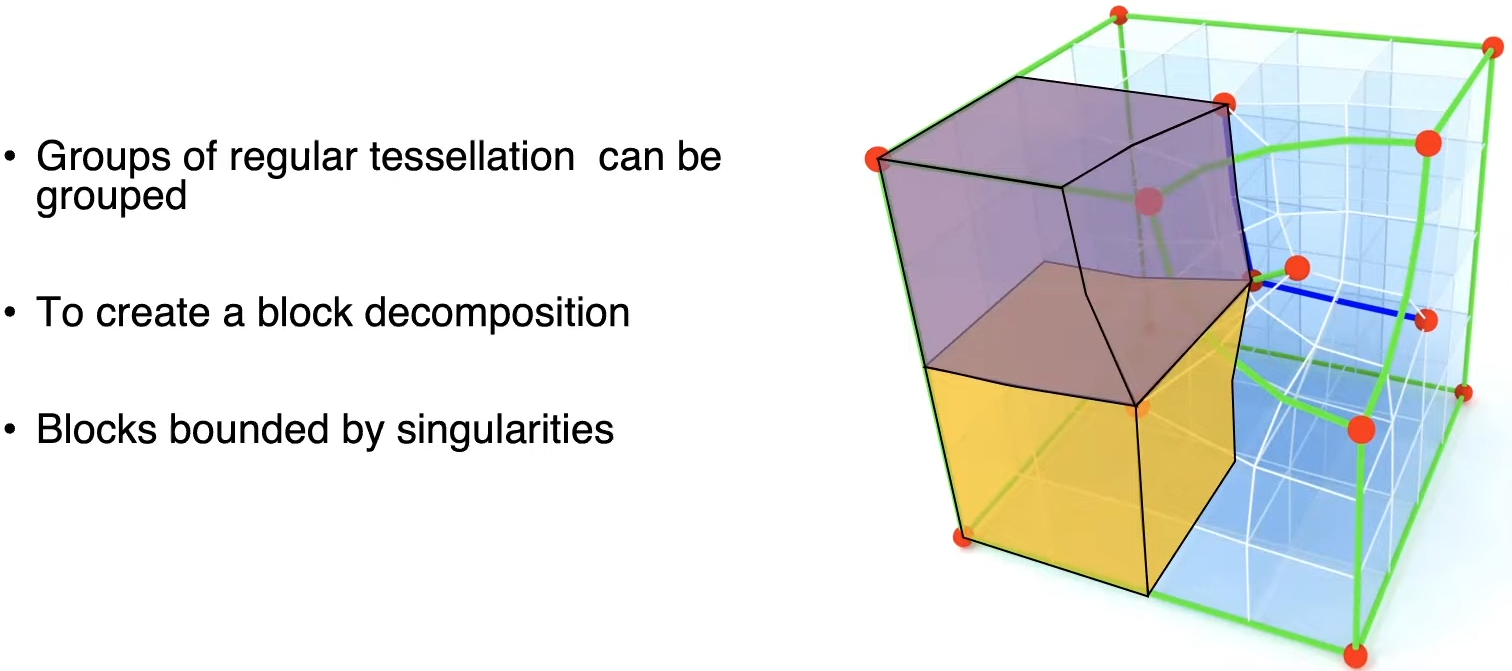 • Groups of regular tessellation  can be
grouped
• To create a block decomposition
• Blocks bounded by singularities